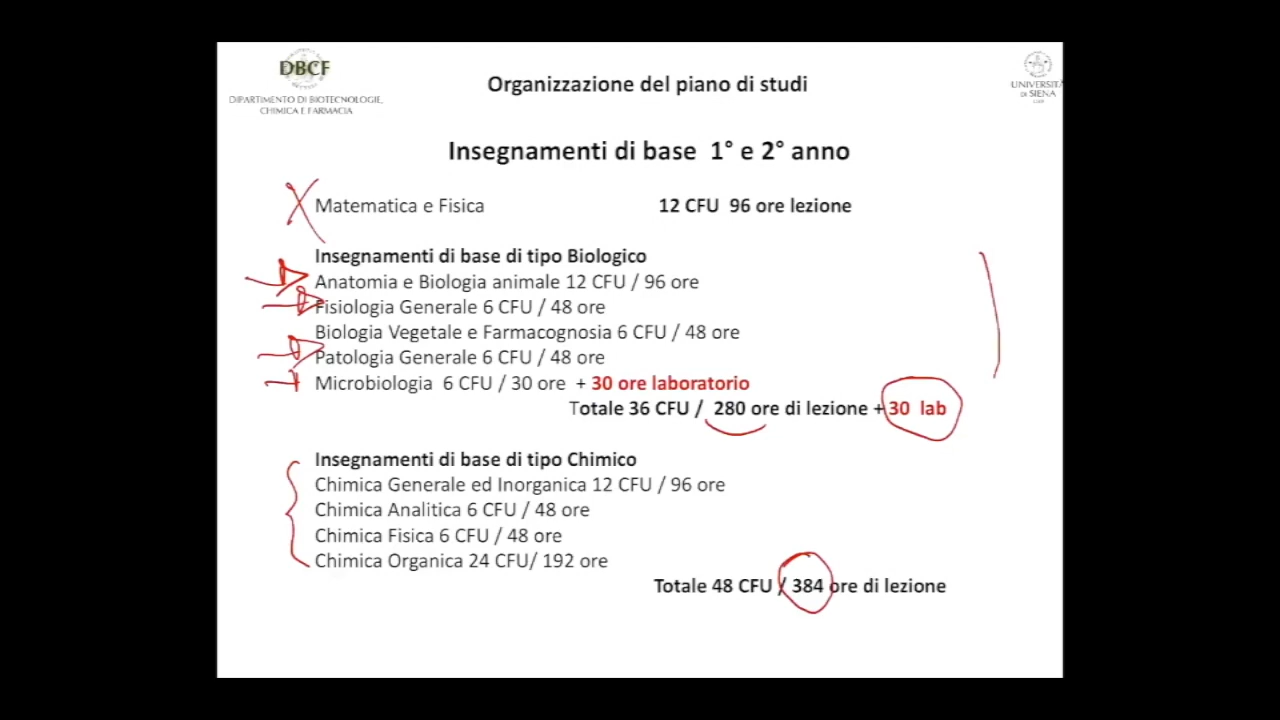 DBCF
DIPARTIMENTO DI BIOTECNOLOGIE,
CHIMICA E FARMACIA
Organizzazione del piano di studi
UNIVERSITÀ
DI SIENA
Insegnamenti di base 1° e 2° anno
Matematica e Fisica 12 CFU 96 ore lezione
Insegnamenti di base di tipo Biologico
Anatomia e Biologia animale 12 CFU / 96 ore
Fisiologia Generale 6 CFU / 48 ore
Biologia Vegetale e Farmacognosia 6 CFU / 48 ore
Patologia Generale 6 CFU / 48 ore
Microbiologia 6 CFU / 30 ore + 30 ore laboratorio
Totale 36 CFU / 280 ore di lezione + 30 lab
Insegnamenti di base di tipo Chimico
Chimica Generale ed Inorganica 12 CFU / 96 ore
Chimica Analitica 6 CFU / 48 ore
Chimica Fisica 6 CFU / 48 ore
Chimica Organica 24 CFU/ 192 ore
Totale 48 CFU / 384 ore di lezione